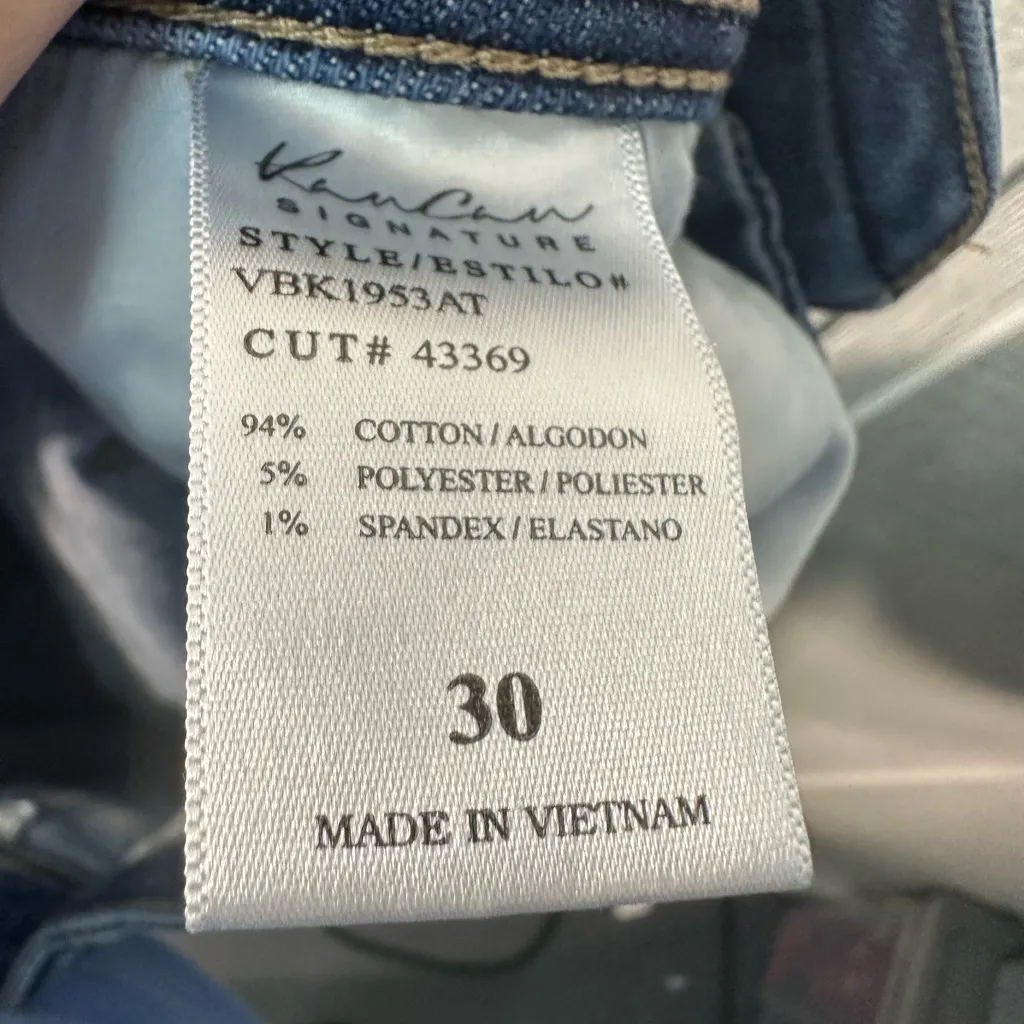 KanCan
SIGNATURE
STYLE/ESTILO#
VBK1953AT
CUT# 43369
94% COTTON / ALGODON
5% POLYESTER / POLIESTER
1% SPANDEX / ELASTANO
30
MADE IN VIETNAM